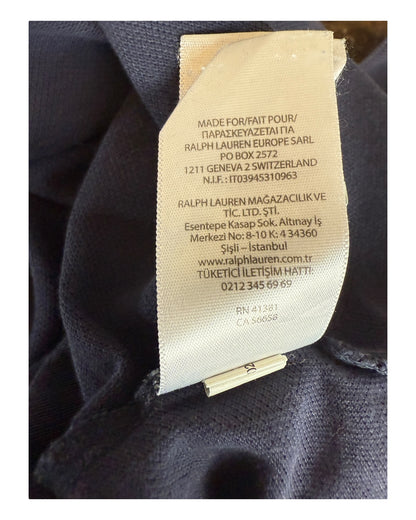 MADE FOR/FAIT POUR/
ΠΑΡΑΣΚΕΥΑΖΕΤΑΙ ΓΙΑ
RALPH LAUREN EUROPE SARL
PO BOX 2572
1211 GENEVA 2 SWITZERLAND
N.I.F.: IT03945310963
RALPH LAUREN MAĞAZACILIK VE
TİC. LTD. ŞTİ.
Esentepe Kasap Sok. Altınay İş
Merkezi No: 8-10 K: 4 34360
Şişli - İstanbul
www.ralphlauren.com.tr
TÜKETİCİ İLETİŞİM HATTI:
0212 345 69 69
RN 41381
CA 56658